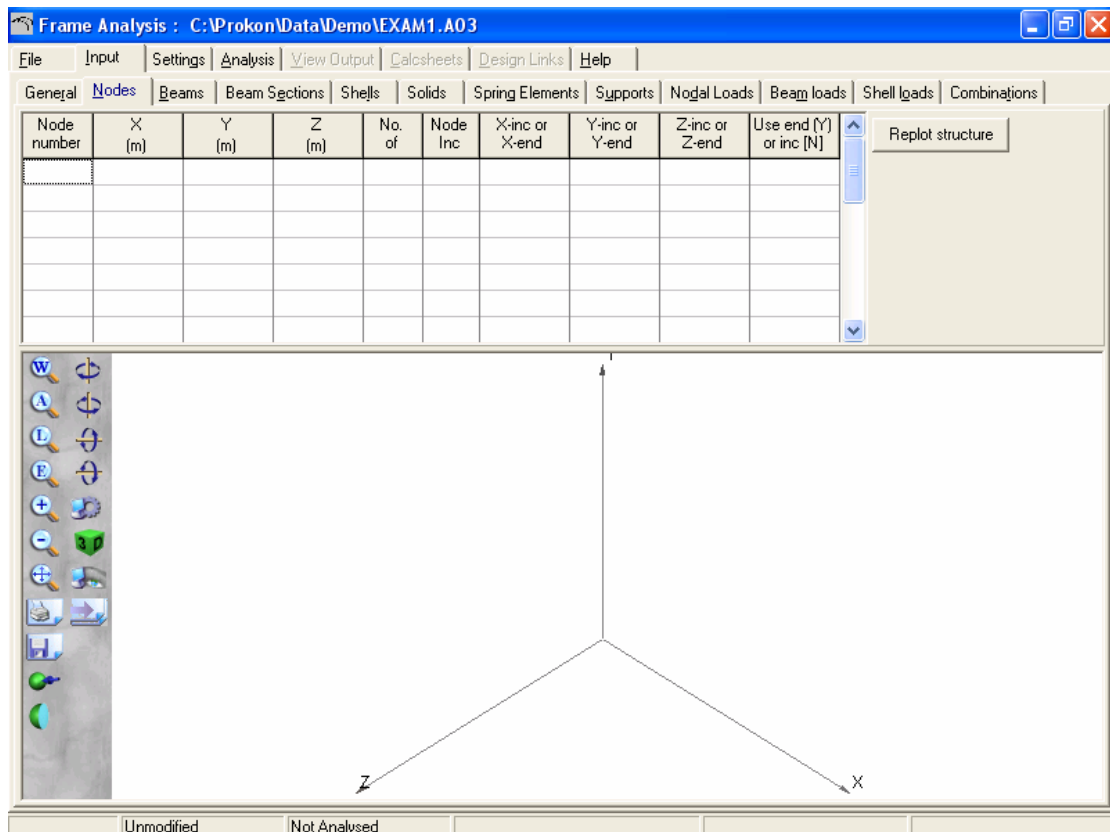 Frame Analysis : C:\Prokon\Data\Demo\EXAM1.A03
File Input Settings Analysis View Output Calcsheets Design Links Help
General Nodes Beams Beam Sections Shells Solids Spring Elements Supports Nodal Loads Beam loads Shell loads Combinations
Node number X (m) Y (m) Z (m) No. of Node Inc X-inc or X-end Y-inc or Y-end Z-inc or Z-end Use end (Y) or inc [N]
Replot structure
W
A
L
E
3D
Z X
Unmodified Not Analysed